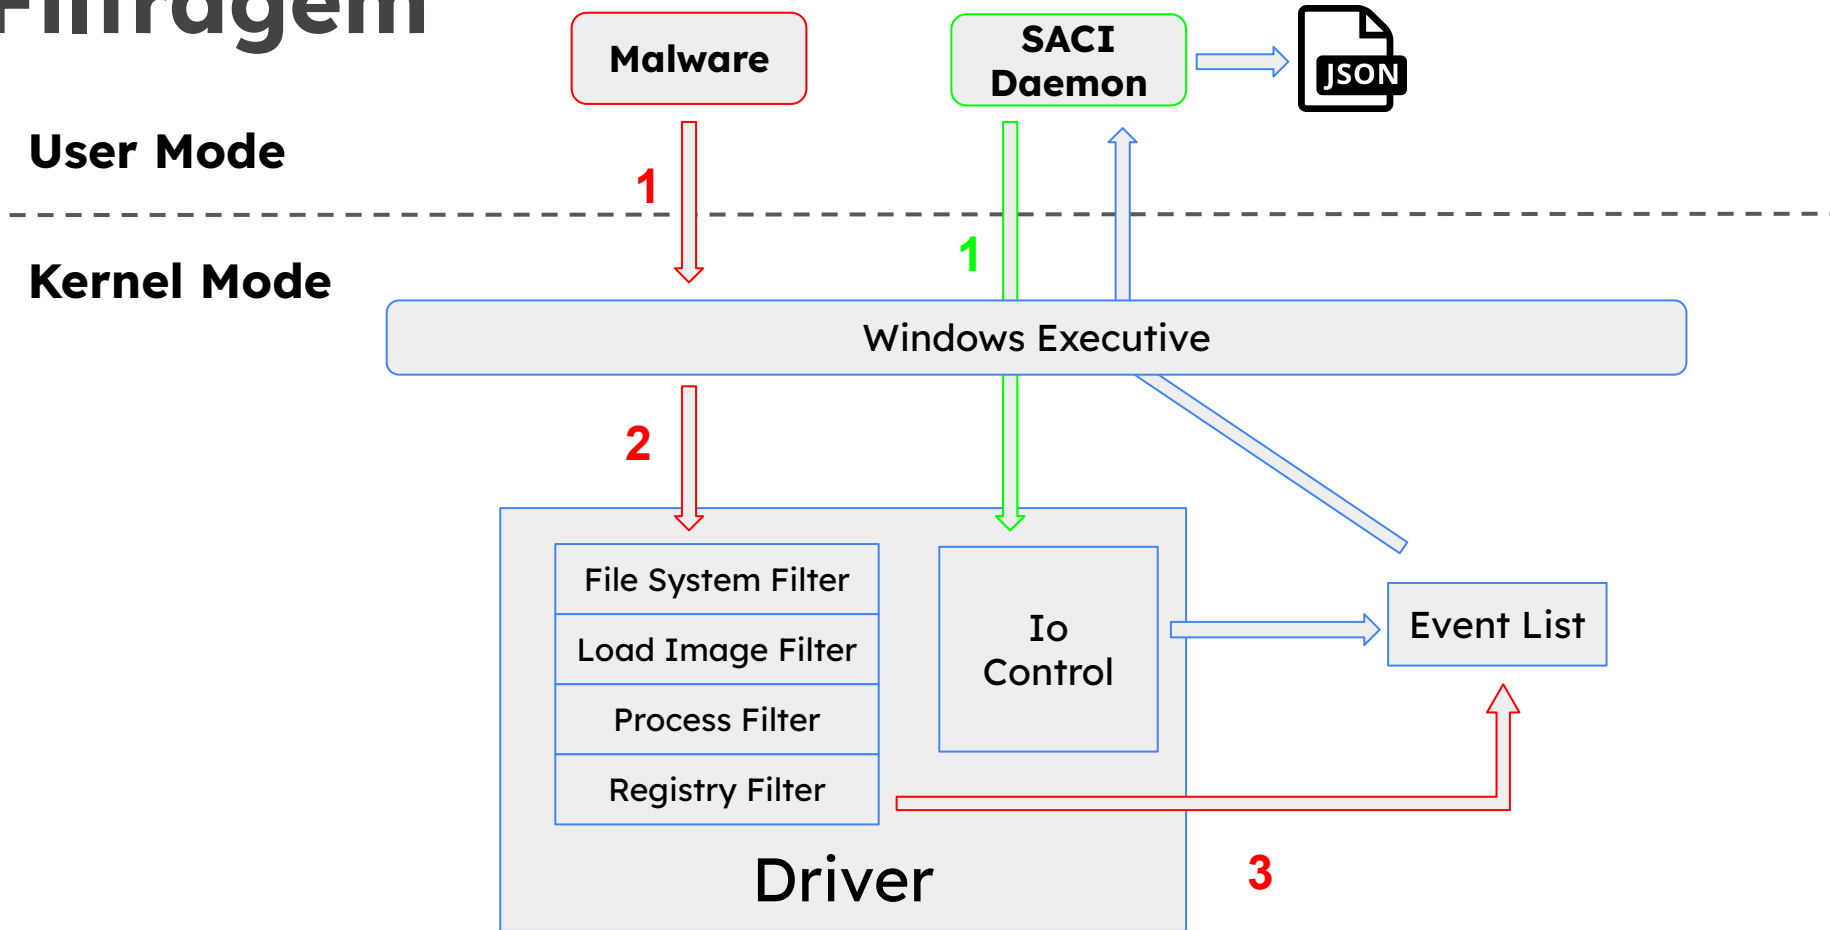 Filtragem
Malware
SACI
Daemon
JSON
User Mode
1
1
Kernel Mode
Windows Executive
2
File System Filter
Load Image Filter
Process Filter
Registry Filter
Io
Control
Event List
Driver
3